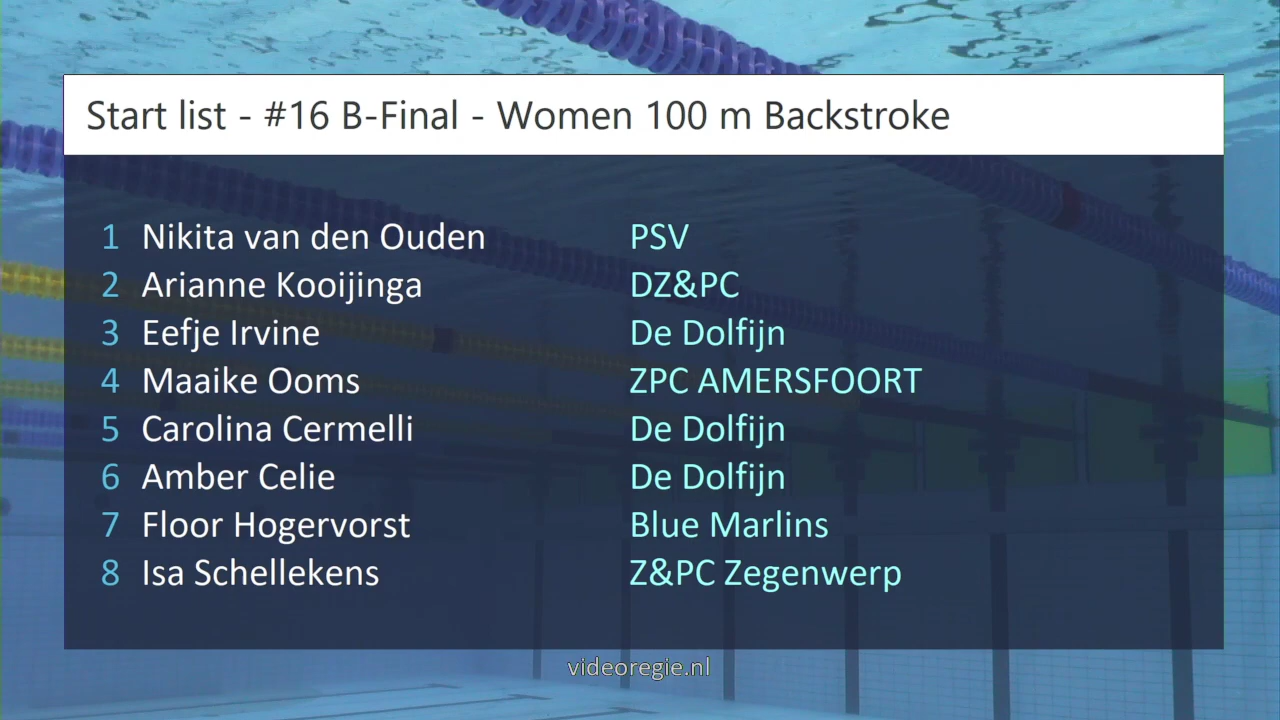 Start list - #16 B-Final - Women 100 m Backstroke
1 Nikita van den Ouden PSV
2 Arianne Kooijinga DZ&PC
3 Eefje Irvine De Dolfijn
4 Maaike Ooms ZPC AMERSFOORT
5 Carolina Cermelli De Dolfijn
6 Amber Celie De Dolfijn
7 Floor Hogervorst Blue Marlins
8 Isa Schellekens Z&PC Zegenwerp
videoregie.nl